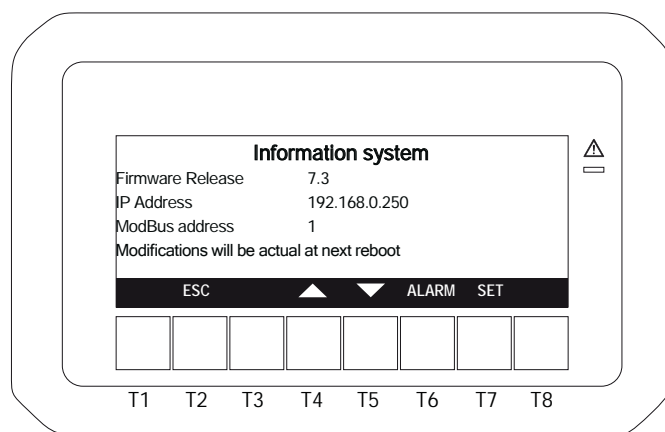 Information system
Firmware Release 7.3
IP Address 192.168.0.250
ModBus address 1
Modifications will be actual at next reboot
ESC ALARM SET
T1 T2 T3 T4 T5 T6 T7 T8